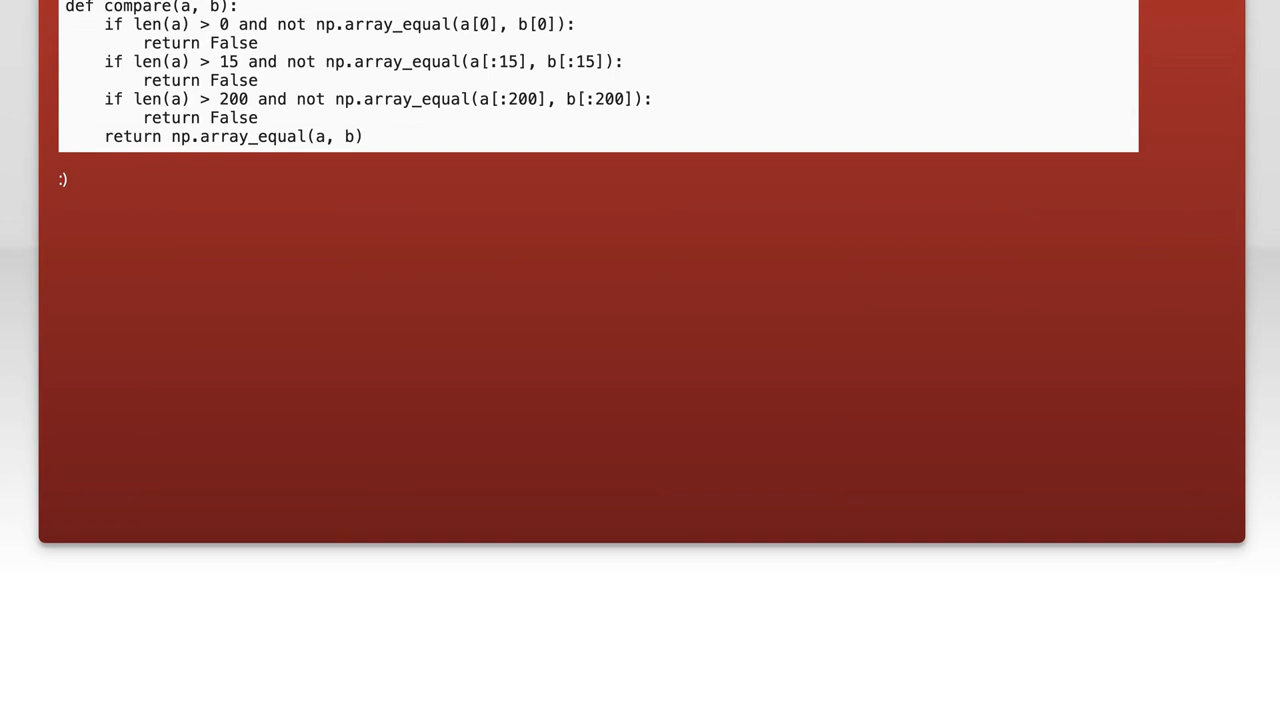 def compare(a, b):
    if len(a) > 0 and not np.array_equal(a[0], b[0]):
        return False
    if len(a) > 15 and not np.array_equal(a[:15], b[:15]):
        return False
    if len(a) > 200 and not np.array_equal(a[:200], b[:200]):
        return False
    return np.array_equal(a, b)
:)